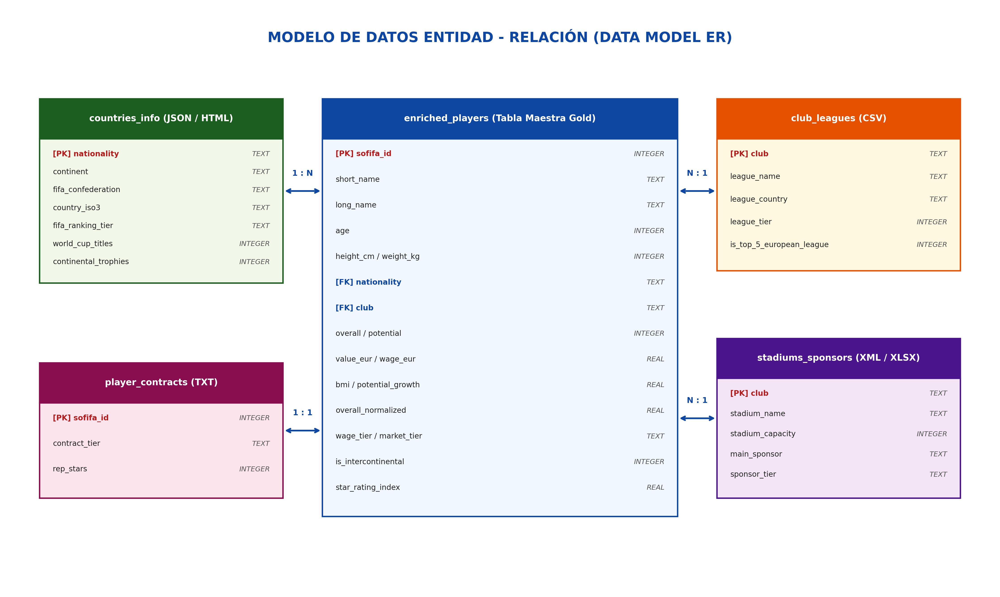 MODELO DE DATOS ENTIDAD - RELACIÓN (DATA MODEL ER)
countries_info (JSON / HTML)
[PK] nationality TEXT
continent TEXT
fifa_confederation TEXT
country_iso3 TEXT
fifa_ranking_tier TEXT
world_cup_titles INTEGER
continental_trophies INTEGER
1 : N
player_contracts (TXT)
[PK] sofifa_id INTEGER
contract_tier TEXT
rep_stars INTEGER
1 : 1
enriched_players (Tabla Maestra Gold)
[PK] sofifa_id INTEGER
short_name TEXT
long_name TEXT
age INTEGER
height_cm / weight_kg INTEGER
[FK] nationality TEXT
[FK] club TEXT
overall / potential INTEGER
value_eur / wage_eur REAL
bmi / potential_growth REAL
overall_normalized REAL
wage_tier / market_tier TEXT
is_intercontinental INTEGER
star_rating_index REAL
N : 1
club_leagues (CSV)
[PK] club TEXT
league_name TEXT
league_country TEXT
league_tier INTEGER
is_top_5_european_league INTEGER
N : 1
stadiums_sponsors (XML / XLSX)
[PK] club TEXT
stadium_name TEXT
stadium_capacity INTEGER
main_sponsor TEXT
sponsor_tier TEXT